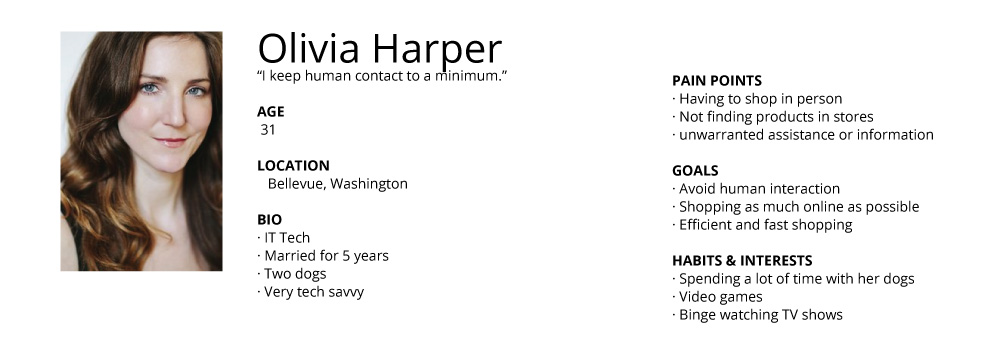 Olivia Harper
“I keep human contact to a minimum.”
AGE
31
LOCATION
Bellevue, Washington
BIO
· IT Tech
· Married for 5 years
· Two dogs
· Very tech savvy
PAIN POINTS
· Having to shop in person
· Not finding products in stores
· unwarranted assistance or information
GOALS
· Avoid human interaction
· Shopping as much online as possible
· Efficient and fast shopping
HABITS & INTERESTS
· Spending a lot of time with her dogs
· Video games
· Binge watching TV shows